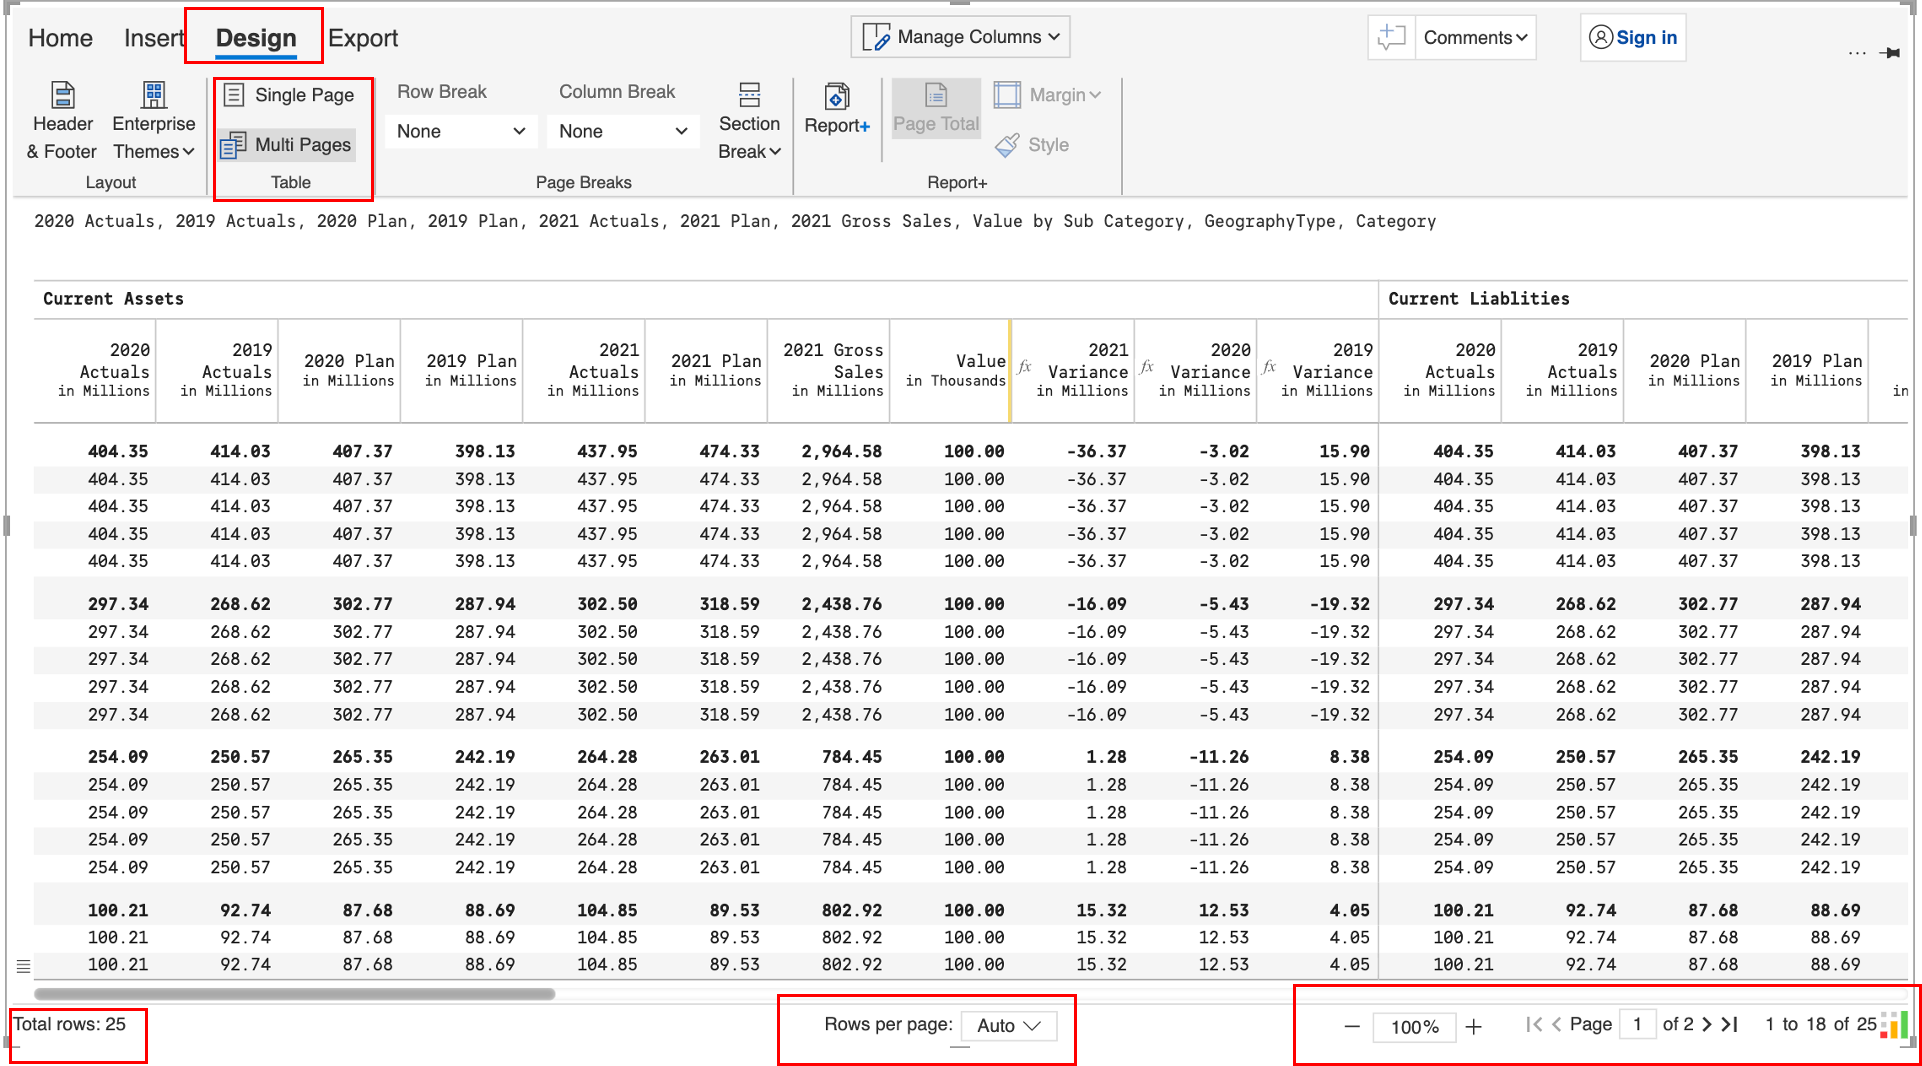 Home Insert Design Export Manage Columns Comments Sign in ...
Single Page Row Break Column Break Margin
Header Enterprise None None Section Report+ Page Total
& Footer Themes Multi Pages Break Style
Layout Table Page Breaks Report+
2020 Actuals, 2019 Actuals, 2020 Plan, 2019 Plan, 2021 Actuals, 2021 Plan, 2021 Gross Sales, Value by Sub Category, GeographyType, Category
Current Assets Current Liablities
2020 Actuals in Millions 2019 Actuals in Millions 2020 Plan in Millions 2019 Plan in Millions 2021 Actuals in Millions 2021 Plan in Millions 2021 Gross Sales in Millions Value in Thousands fx 2021 Variance in Millions fx 2020 Variance in Millions fx 2019 Variance in Millions 2020 Actuals in Millions 2019 Actuals in Millions 2020 Plan in Millions 2019 Plan in Millions in
404.35 414.03 407.37 398.13 437.95 474.33 2,964.58 100.00 -36.37 -3.02 15.90 404.35 414.03 407.37 398.13
404.35 414.03 407.37 398.13 437.95 474.33 2,964.58 100.00 -36.37 -3.02 15.90 404.35 414.03 407.37 398.13
404.35 414.03 407.37 398.13 437.95 474.33 2,964.58 100.00 -36.37 -3.02 15.90 404.35 414.03 407.37 398.13
404.35 414.03 407.37 398.13 437.95 474.33 2,964.58 100.00 -36.37 -3.02 15.90 404.35 414.03 407.37 398.13
404.35 414.03 407.37 398.13 437.95 474.33 2,964.58 100.00 -36.37 -3.02 15.90 404.35 414.03 407.37 398.13
297.34 268.62 302.77 287.94 302.50 318.59 2,438.76 100.00 -16.09 -5.43 -19.32 297.34 268.62 302.77 287.94
297.34 268.62 302.77 287.94 302.50 318.59 2,438.76 100.00 -16.09 -5.43 -19.32 297.34 268.62 302.77 287.94
297.34 268.62 302.77 287.94 302.50 318.59 2,438.76 100.00 -16.09 -5.43 -19.32 297.34 268.62 302.77 287.94
297.34 268.62 302.77 287.94 302.50 318.59 2,438.76 100.00 -16.09 -5.43 -19.32 297.34 268.62 302.77 287.94
297.34 268.62 302.77 287.94 302.50 318.59 2,438.76 100.00 -16.09 -5.43 -19.32 297.34 268.62 302.77 287.94
254.09 250.57 265.35 242.19 264.28 263.01 784.45 100.00 1.28 -11.26 8.38 254.09 250.57 265.35 242.19
254.09 250.57 265.35 242.19 264.28 263.01 784.45 100.00 1.28 -11.26 8.38 254.09 250.57 265.35 242.19
254.09 250.57 265.35 242.19 264.28 263.01 784.45 100.00 1.28 -11.26 8.38 254.09 250.57 265.35 242.19
254.09 250.57 265.35 242.19 264.28 263.01 784.45 100.00 1.28 -11.26 8.38 254.09 250.57 265.35 242.19
254.09 250.57 265.35 242.19 264.28 263.01 784.45 100.00 1.28 -11.26 8.38 254.09 250.57 265.35 242.19
100.21 92.74 87.68 88.69 104.85 89.53 802.92 100.00 15.32 12.53 4.05 100.21 92.74 87.68 88.69
100.21 92.74 87.68 88.69 104.85 89.53 802.92 100.00 15.32 12.53 4.05 100.21 92.74 87.68 88.69
100.21 92.74 87.68 88.69 104.85 89.53 802.92 100.00 15.32 12.53 4.05 100.21 92.74 87.68 88.69
Total rows: 25 Rows per page: Auto − 100% + Page 1 of 2 1 to 18 of 25